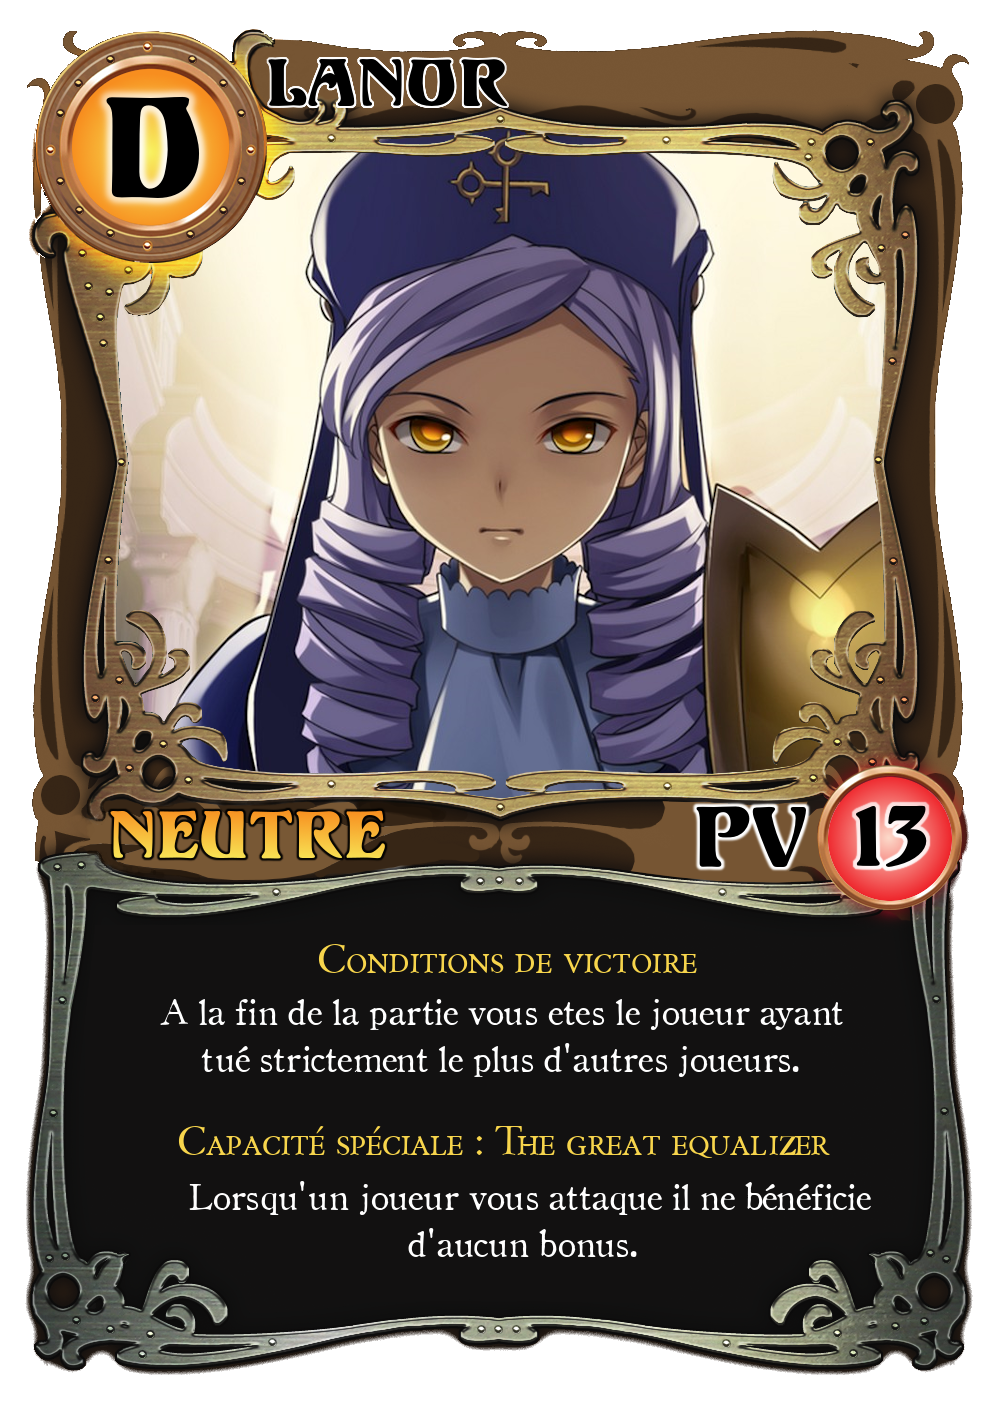 D
LANOR
NEUTRE
PV 13
Conditions de victoire
A la fin de la partie vous etes le joueur ayant
tué strictement le plus d'autres joueurs.
Capacité spéciale : The great equalizer
Lorsqu'un joueur vous attaque il ne bénéficie
d'aucun bonus.